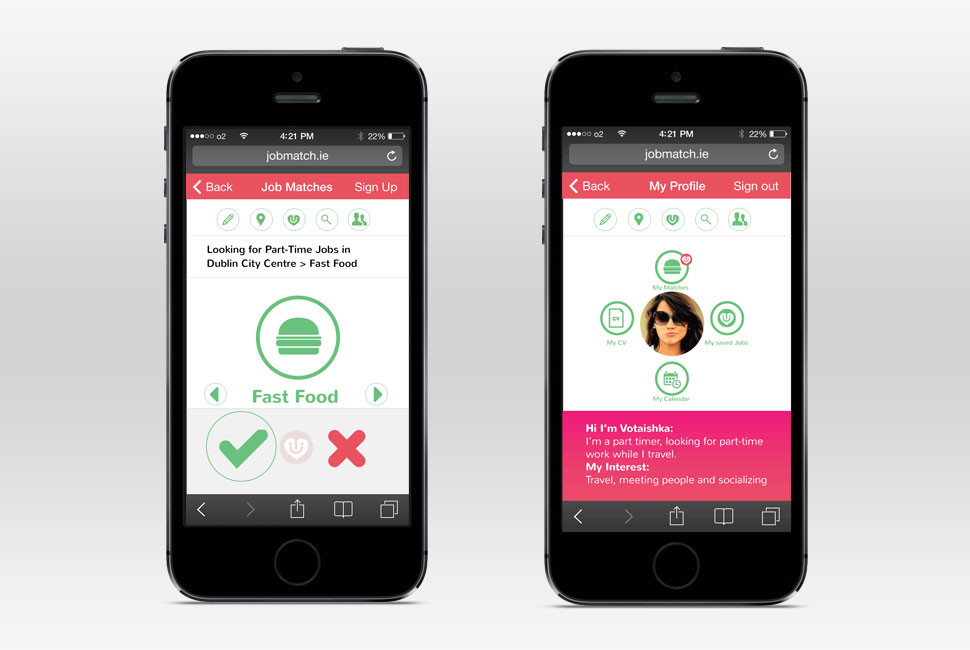 o2 4:21 PM 22%
jobmatch.ie
Back Job Matches Sign Up
Looking for Part-Time Jobs in
Dublin City Centre > Fast Food
Fast Food
o2 4:21 PM 22%
jobmatch.ie
Back My Profile Sign out
My Matches
CV
My CV
My saved Jobs
My Calendar
Hi I'm Votaishka:
I'm a part timer, looking for part-time
work while I travel.
My Interest:
Travel, meeting people and socializing